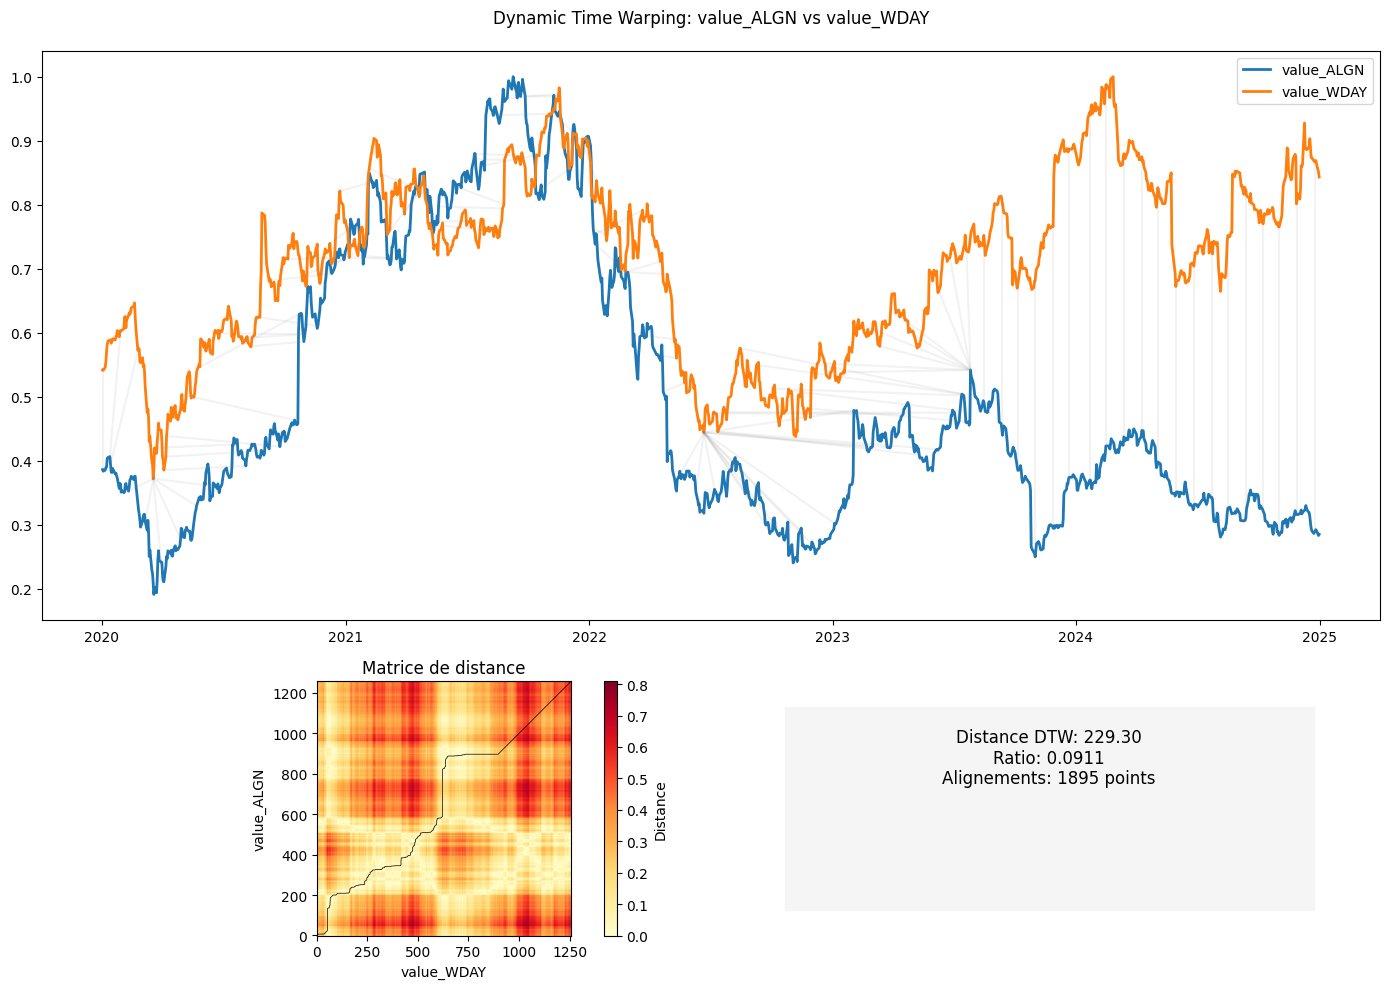 Dynamic Time Warping: value_ALGN vs value_WDAY
value_ALGN
value_WDAY
1.0
0.9
0.8
0.7
0.6
0.5
0.4
0.3
0.2
2020 2021 2022 2023 2024 2025
Matrice de distance
value_ALGN
1200
1000
800
600
400
200
0
0 250 500 750 1000 1250
value_WDAY
0.8
0.7
0.6
0.5
0.4
0.3
0.2
0.1
0.0
Distance
Distance DTW: 229.30
Ratio: 0.0911
Alignements: 1895 points